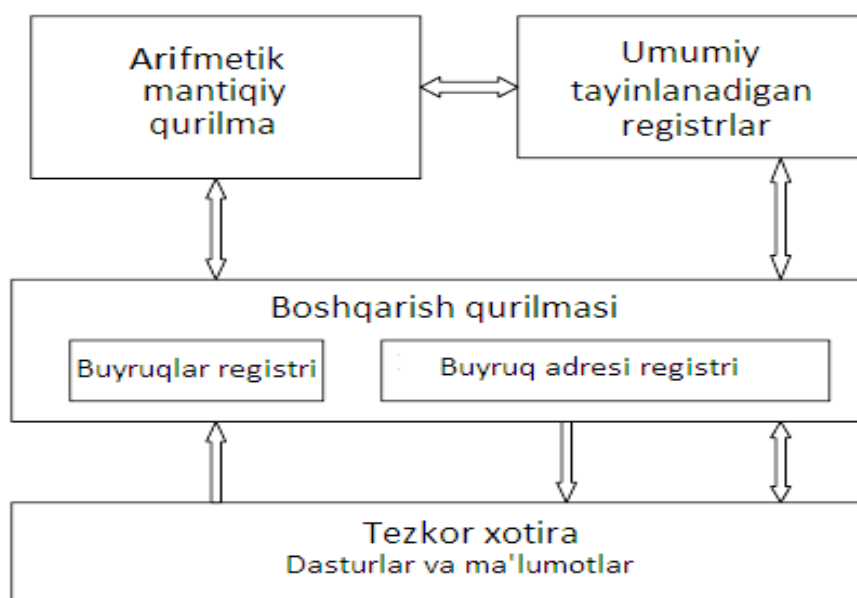 Arifmetik
mantiqiy
qurilma
Umumiy
tayinlanadigan
registrlar
Boshqarish qurilmasi
Buyruqlar registri
Buyruq adresi registri
Tezkor xotira
Dasturlar va ma'lumotlar